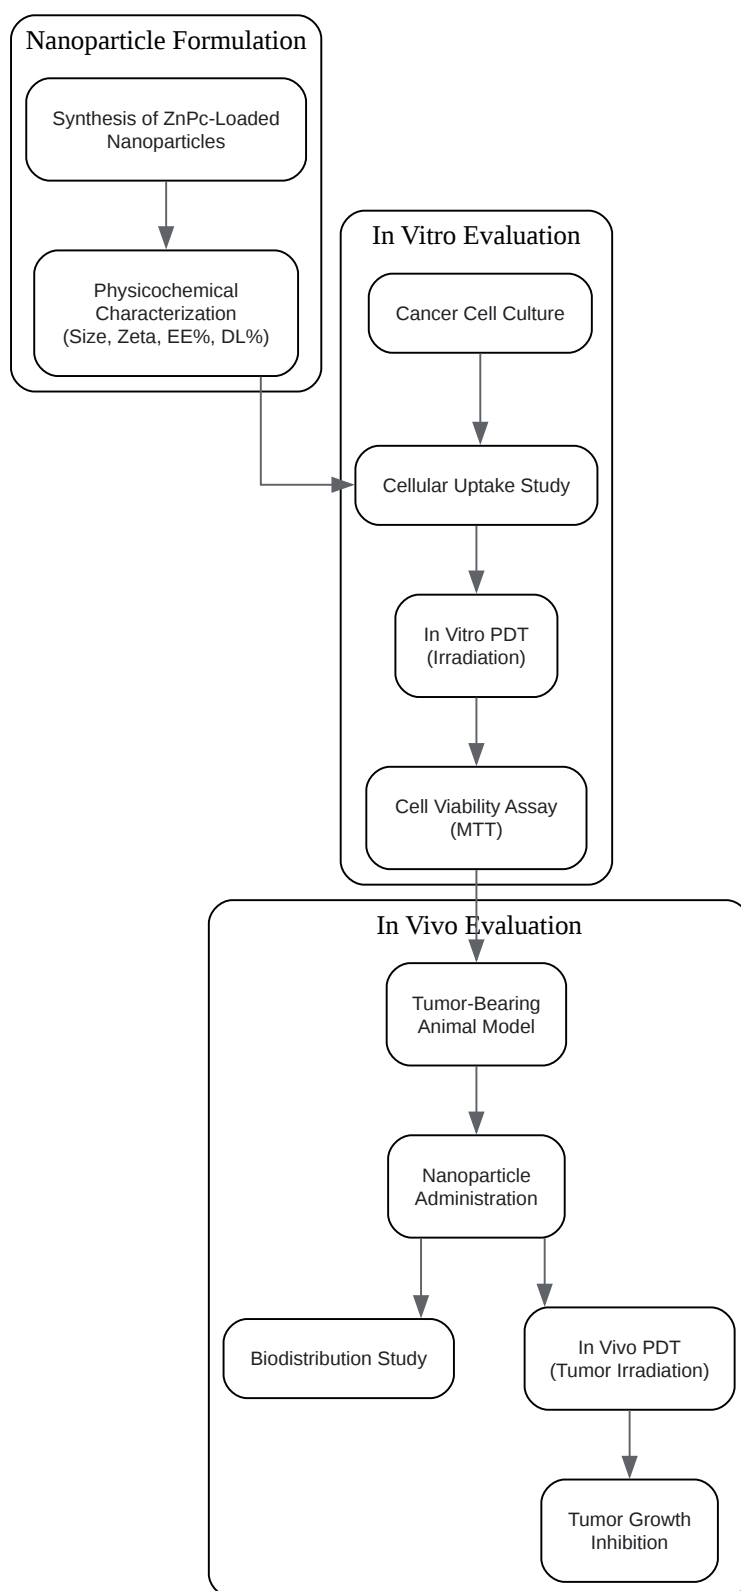 Nanoparticle Formulation
Synthesis of ZnPc-Loaded
Nanoparticles
Physicochemical
Characterization
(Size, Zeta, EE%, DL%)
In Vitro Evaluation
Cancer Cell Culture
Cellular Uptake Study
In Vitro PDT
(Irradiation)
Cell Viability Assay
(MTT)
In Vivo Evaluation
Tumor-Bearing
Animal Model
Nanoparticle
Administration
Biodistribution Study
In Vivo PDT
(Tumor Irradiation)
Tumor Growth
Inhibition